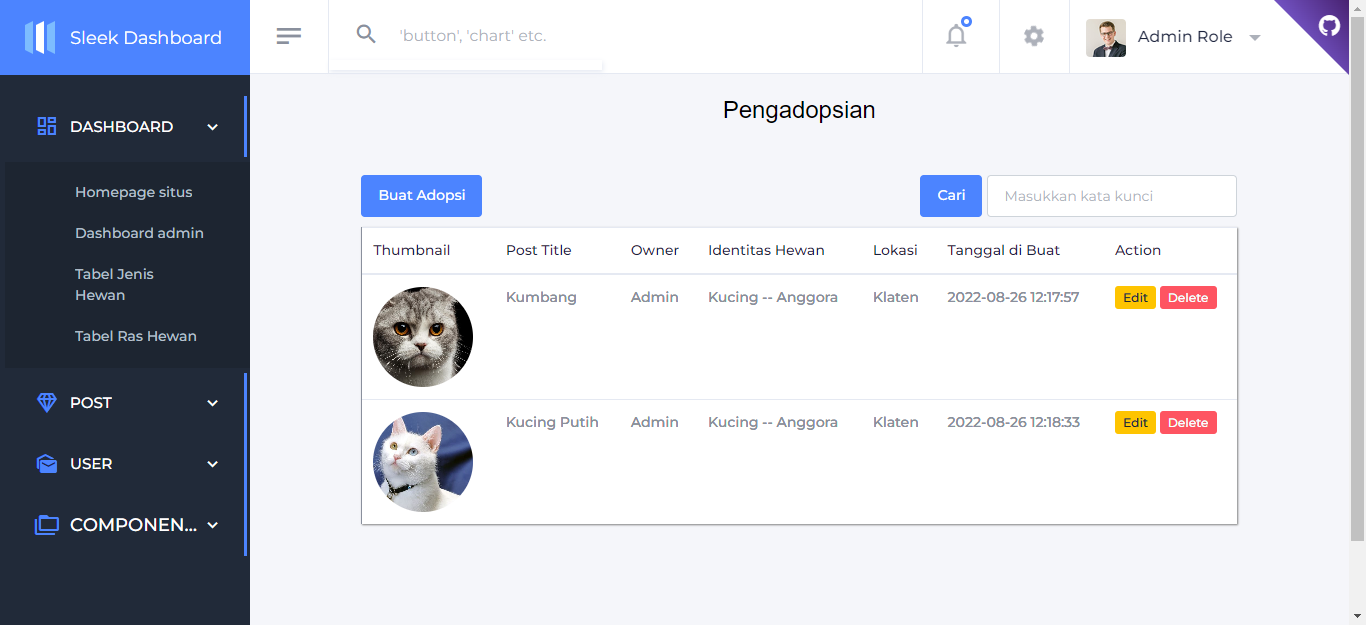 Sleek Dashboard
'button', 'chart' etc.
Admin Role
DASHBOARD
Homepage situs
Dashboard admin
Tabel Jenis
Hewan
Tabel Ras Hewan
POST
USER
COMPONEN...
Pengadopsian
Buat Adopsi
Cari Masukkan kata kunci
Thumbnail Post Title Owner Identitas Hewan Lokasi Tanggal di Buat Action
Kumbang Admin Kucing -- Anggora Klaten 2022-08-26 12:17:57 Edit Delete
Kucing Putih Admin Kucing -- Anggora Klaten 2022-08-26 12:18:33 Edit Delete